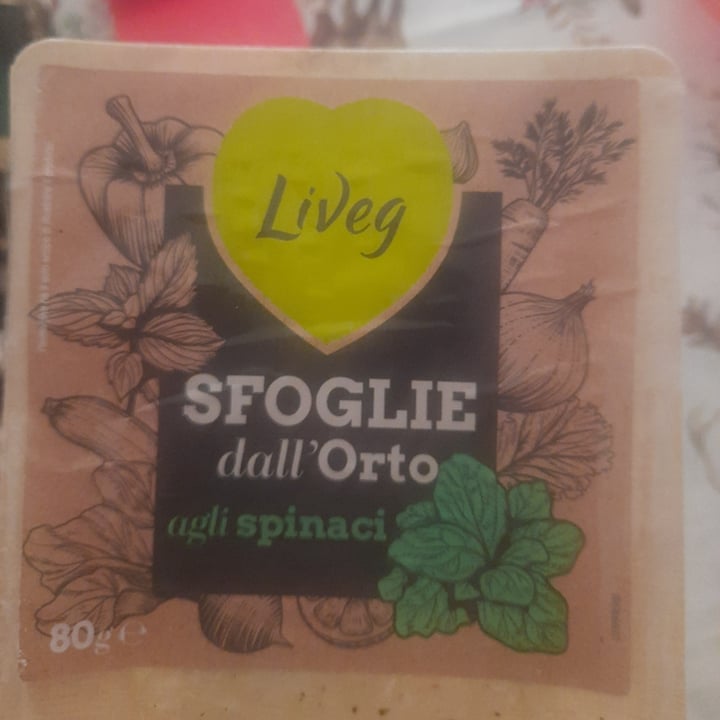 Liveg
SFOGLIE
dall'Orto
agli spinaci
80g e